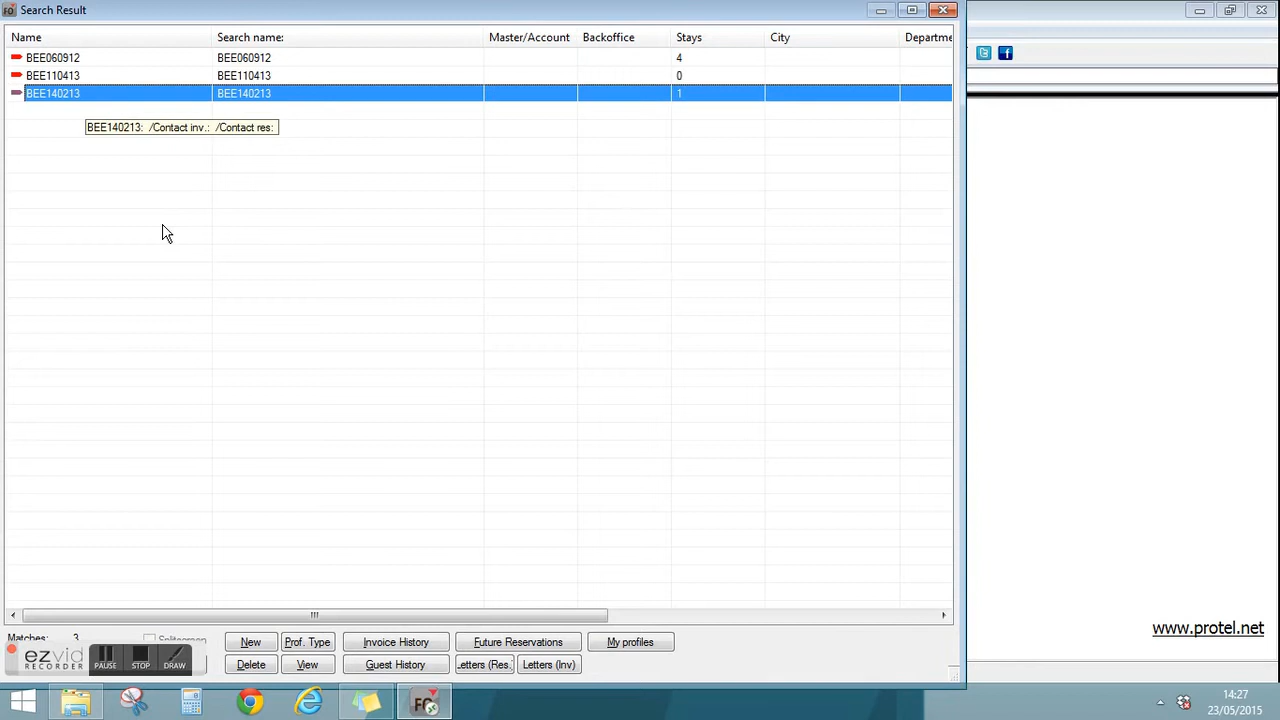 FO Search Result
Name Search name: Master/Account Backoffice Stays City Departme
BEE060912 BEE060912 4
BEE110413 BEE110413 0
BEE140213 BEE140213 1
BEE140213: /Contact inv.: /Contact res:
www.protel.net
Matches: 3 Splitscreen New Prof. Type Invoice History Future Reservations My profiles
Delete View Guest History Letters (Res. Letters (Inv)
ezvid
RECORDER
PAUSE STOP DRAW
14:27
23/05/2015